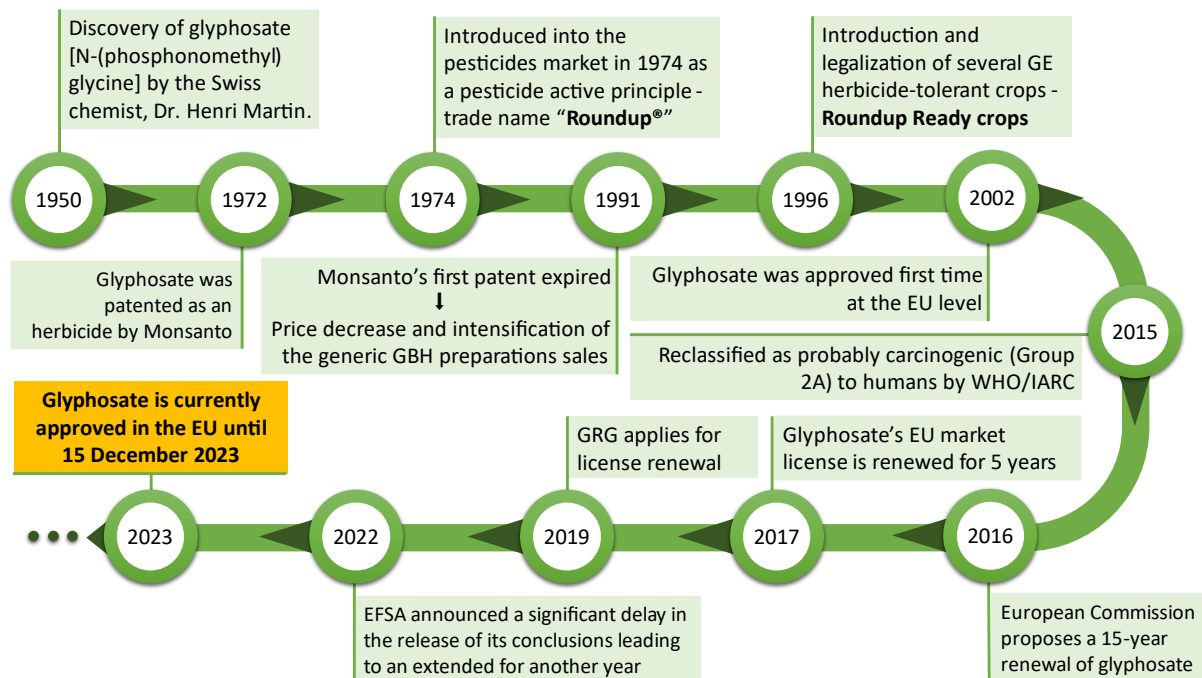 Discovery of glyphosate
[N-(phosphonomethyl)
glycine] by the Swiss
chemist, Dr. Henri Martin.
Introduced into the
pesticides market in 1974 as
a pesticide active principle -
trade name “Roundup®”
Introduction and
legalization of several GE
herbicide-tolerant crops -
Roundup Ready crops
1950
1972
1974
1991
1996
2002
Glyphosate was
patented as an
herbicide by Monsanto
Monsanto’s first patent expired
Price decrease and intensification of
the generic GBH preparations sales
Glyphosate was approved first time
at the EU level
2015
Reclassified as probably carcinogenic (Group
2A) to humans by WHO/IARC
Glyphosate is currently
approved in the EU until
15 December 2023
GRG applies for
license renewal
Glyphosate’s EU market
license is renewed for 5 years
2023
2022
2019
2017
2016
EFSA announced a significant delay in
the release of its conclusions leading
to an extended for another year
European Commission
proposes a 15-year
renewal of glyphosate